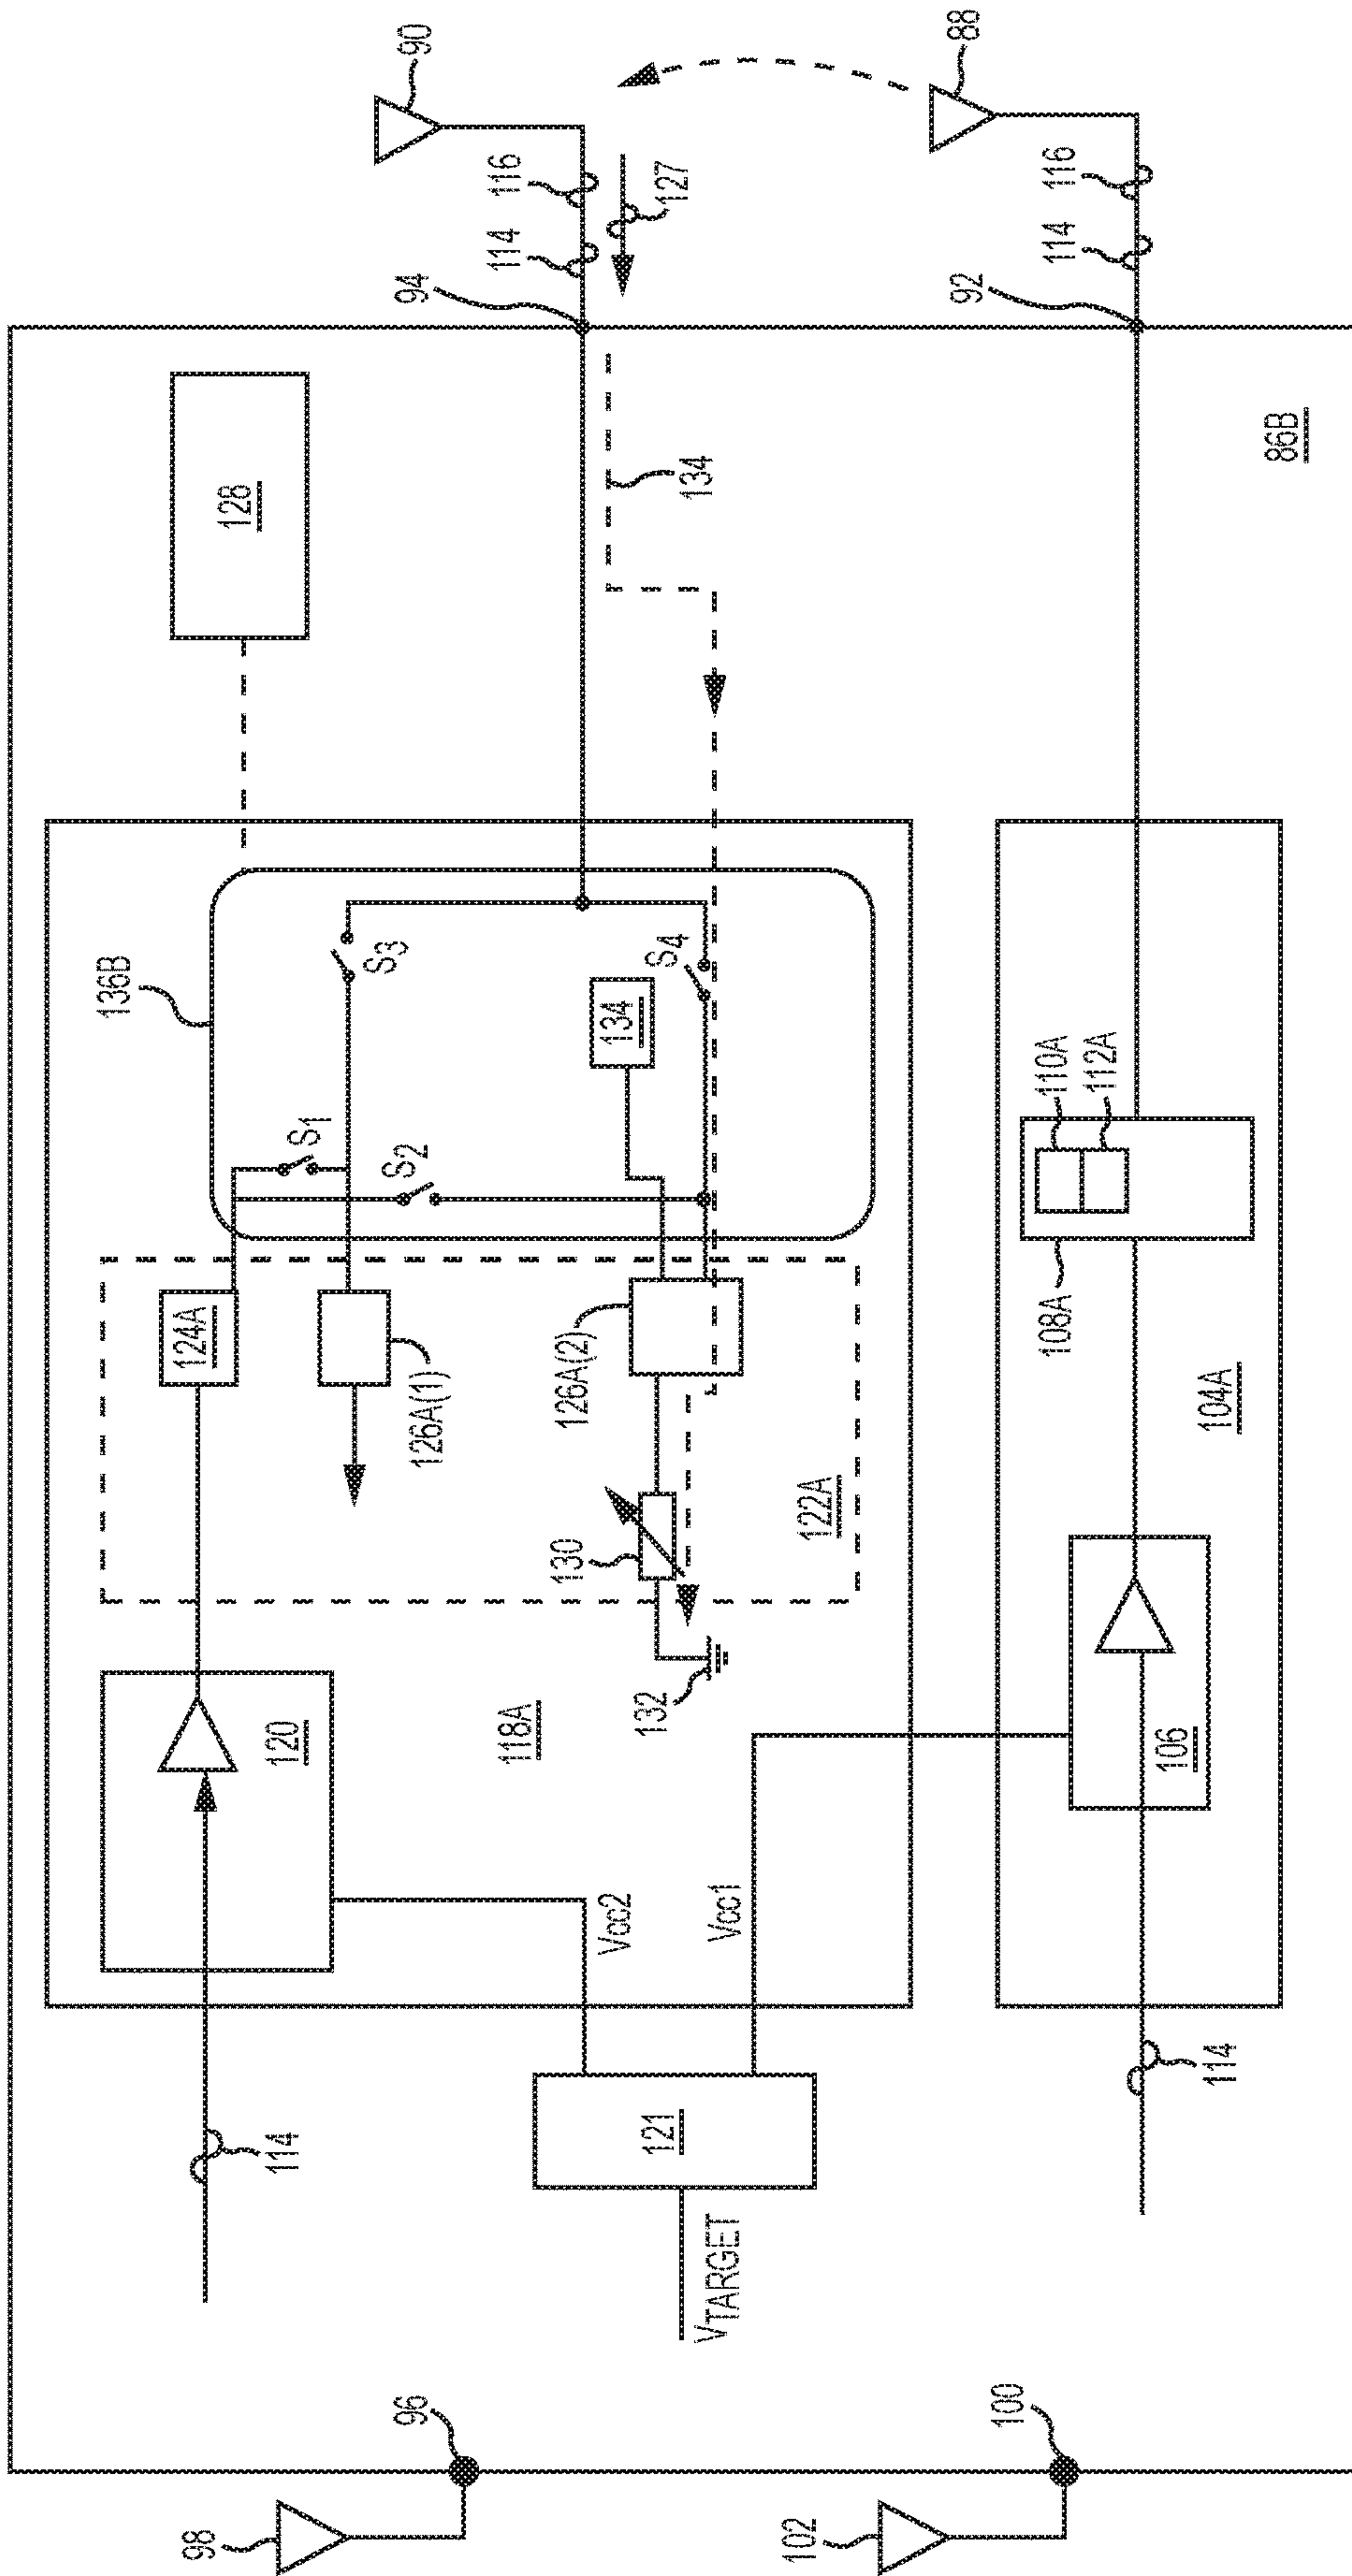 98
96
102
100
114
VTARGET
121
114
Vcc2
Vcc1
120
118A
132
106
124A
126A(1)
130
126A(2)
122A
108A
104A
110A
112A
136B
S1
S2
S3
134
S4
128
134
86B
94
92
114
116
127
114
116
90
88